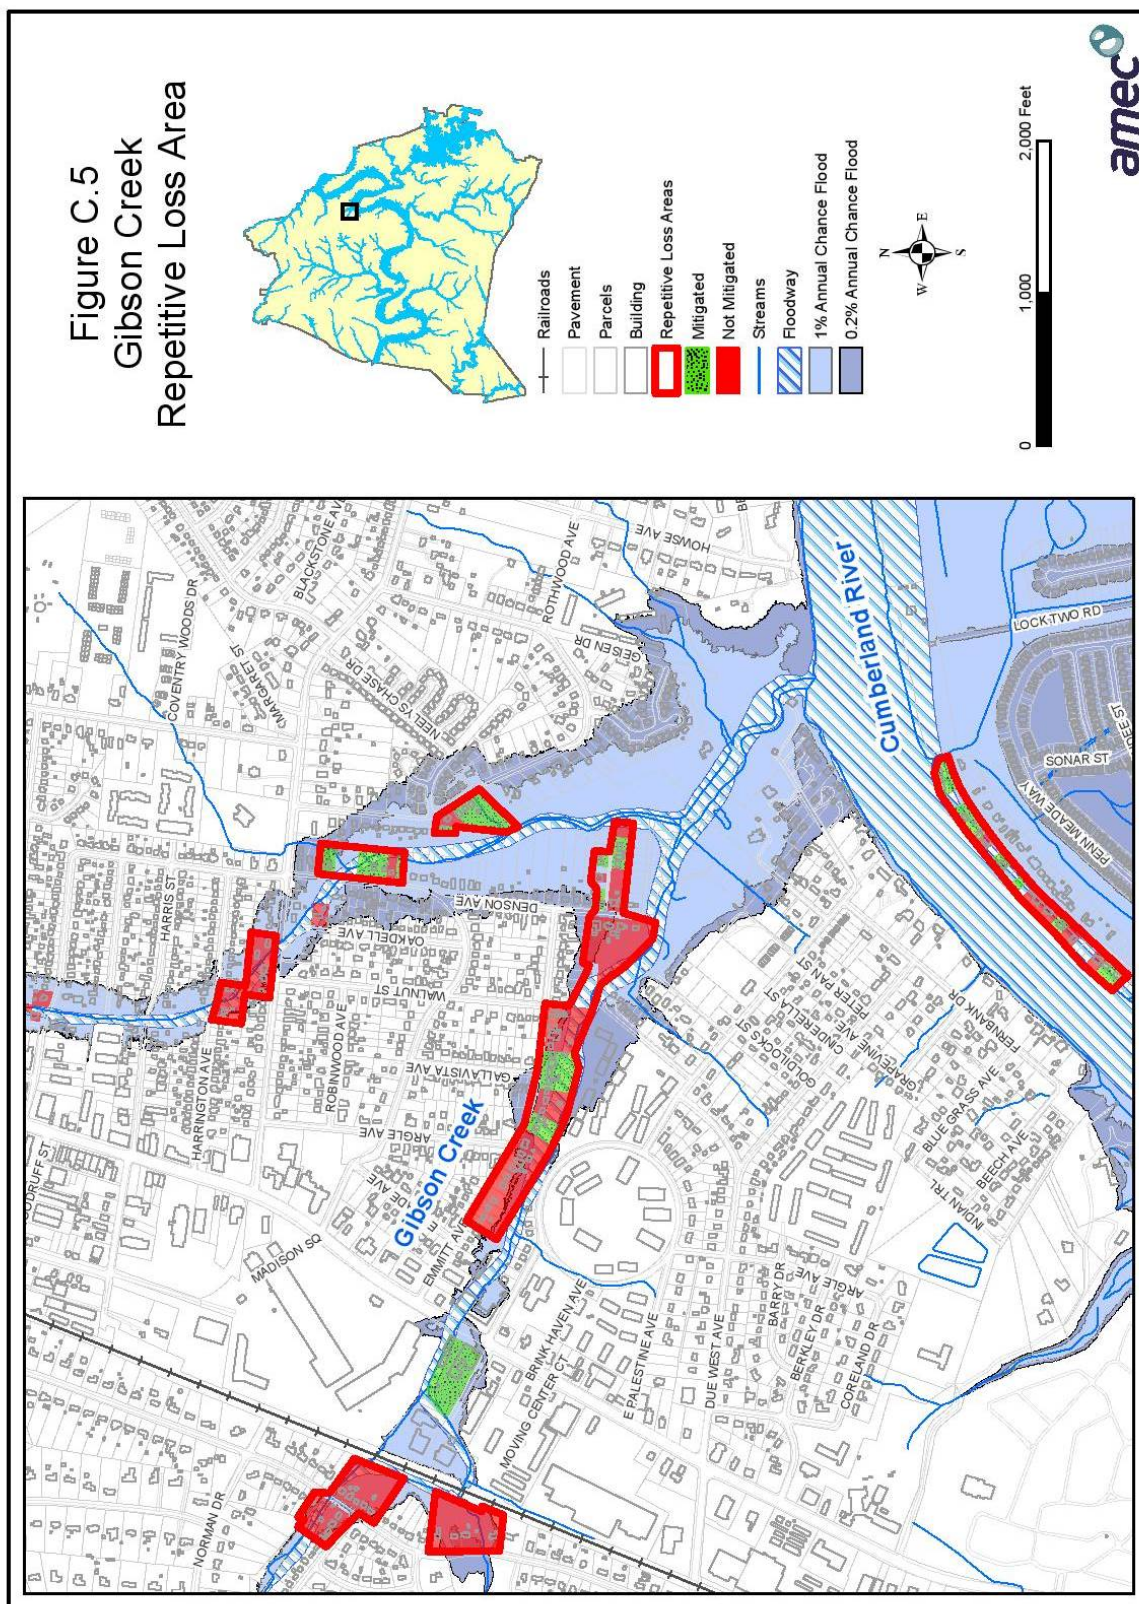 Figure C.5
Gibson Creek
Repetitive Loss Area
Railroads
Pavement
Parcels
Building
Repetitive Loss Areas
Mitigated
Not Mitigated
Streams
Floodway
1% Annual Chance Flood
0.2% Annual Chance Flood
N
W
E
S
0
1,000
2,000 Feet
amec
COVENTRY WOODS DR
MARGARET ST
BLACKSTONE AV
HARRIS ST
NEELYS CHASE DR
ROTHWOOD AVE
HOWSE AVE
GEISEN DR
HARRINGTON AVE
OAKDELL AVE
DENSON AVE
WALNUT ST
ROBINWOOD AVE
GALLAVISTA AVE
ARGLE AVE
MADISON SQ
EMMITT AVE
Gibson Creek
Cumberland River
LOCK TWO RD
SONAR ST
PENN MEADE WAY
NORMAN DR
MOVING CENTER CT
BRINKHAVEN AVE
E PALESTINE AVE
DUE WEST AVE
BARRY DR
BERKLEY DR
CORELAND DR
ARGLE AVE
GOLDILOCKS ST
CINDERELLA ST
PETER PAN ST
GRAPEVINE AVE
FERNBANK DR
BLUE GRASS AVE
BEECH AVE
INDIAN TRL